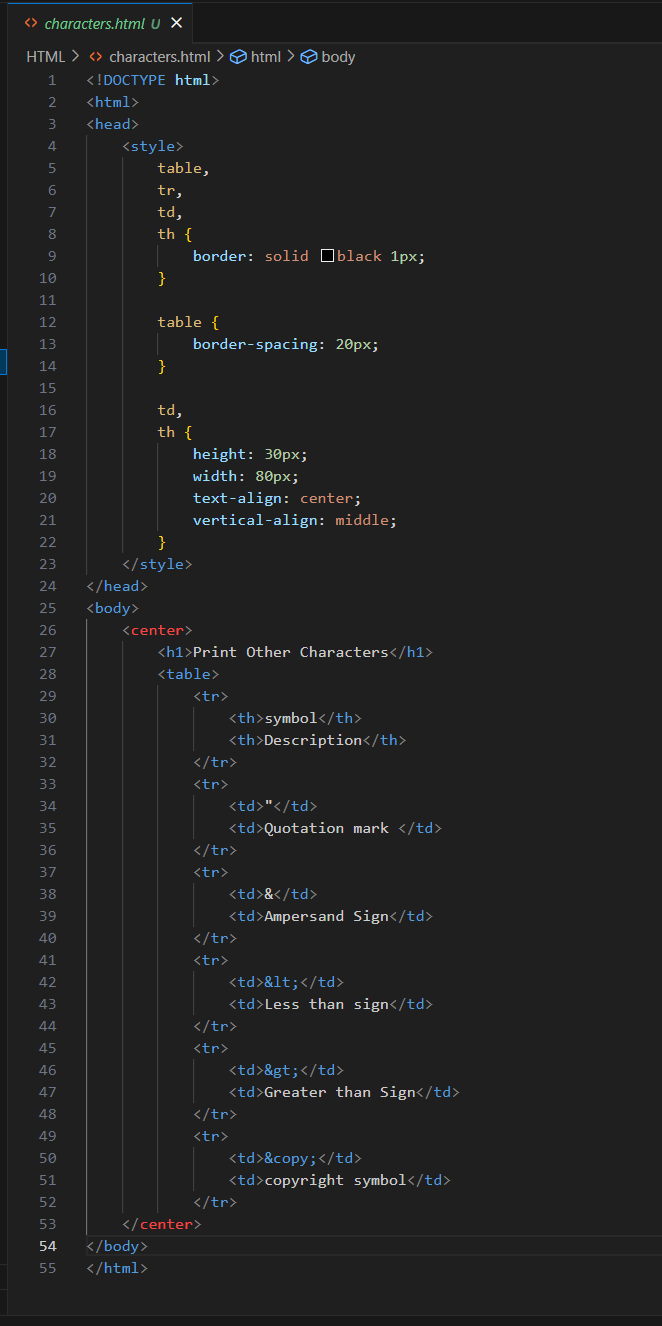 characters.html U
HTML > characters.html > html > body
1 <!DOCTYPE html>
2 <html>
3 <head>
4     <style>
5         table,
6         tr,
7         td,
8         th {
9             border: solid black 1px;
10         }
11
12         table {
13             border-spacing: 20px;
14         }
15
16         td,
17         th {
18             height: 30px;
19             width: 80px;
20             text-align: center;
21             vertical-align: middle;
22         }
23     </style>
24 </head>
25 <body>
26     <center>
27         <h1>Print Other Characters</h1>
28         <table>
29             <tr>
30                 <th>symbol</th>
31                 <th>Description</th>
32             </tr>
33             <tr>
34                 <td>"</td>
35                 <td>Quotation mark </td>
36             </tr>
37             <tr>
38                 <td>&</td>
39                 <td>Ampersand Sign</td>
40             </tr>
41             <tr>
42                 <td>&lt;</td>
43                 <td>Less than sign</td>
44             </tr>
45             <tr>
46                 <td>&gt;</td>
47                 <td>Greater than Sign</td>
48             </tr>
49             <tr>
50                 <td>&copy;</td>
51                 <td>copyright symbol</td>
52             </tr>
53     </center>
54 </body>
55 </html>